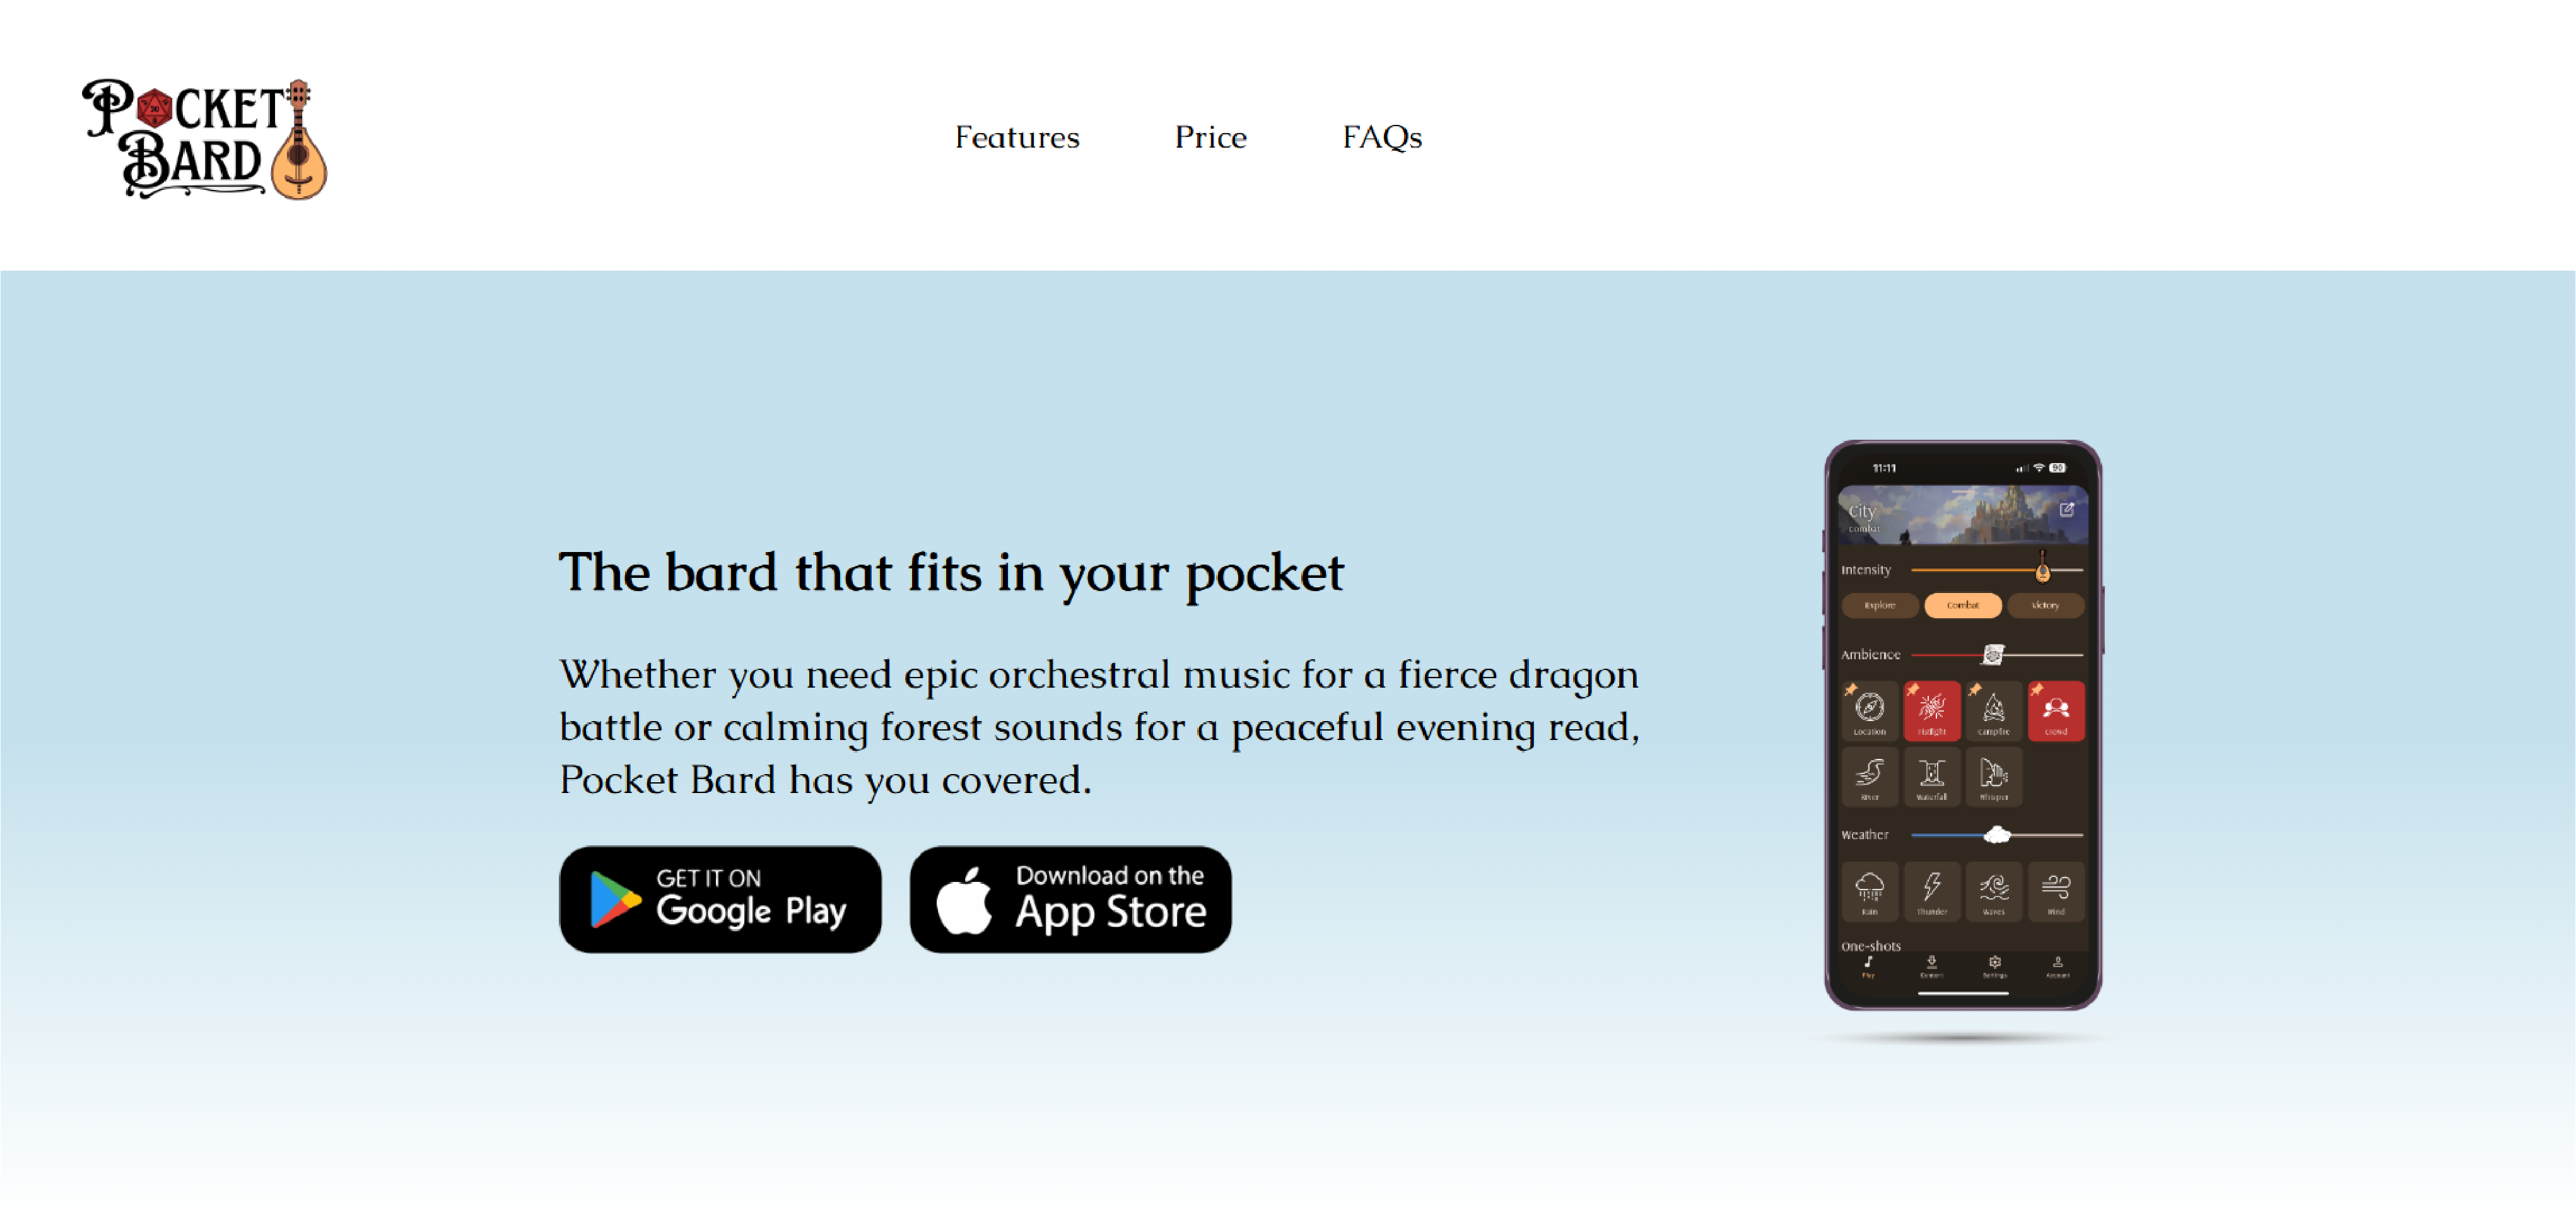 POCKET
BARD
Features
Price
FAQs
The bard that fits in your pocket
Whether you need epic orchestral music for a fierce dragon
battle or calming forest sounds for a peaceful evening read,
Pocket Bard has you covered.
GET IT ON
Google Play
Download on the
App Store
11:11
90
City
combat
Intensity
Explore
Combat
Victory
Ambience
Location
Fistfight
Campfire
Crowd
River
Waterfall
Whisper
Weather
Rain
Thunder
Waves
Wind
One-shots
Play
Content
Settings
Account